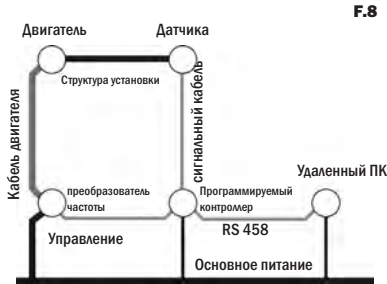 F.8
Двигатель
Датчика
Структура установки
Кабель двигателя
сигнальный кабель
преобразователь
частоты
Программируемый
контроллер
Удаленный ПК
Управление
RS 458
Основное питание